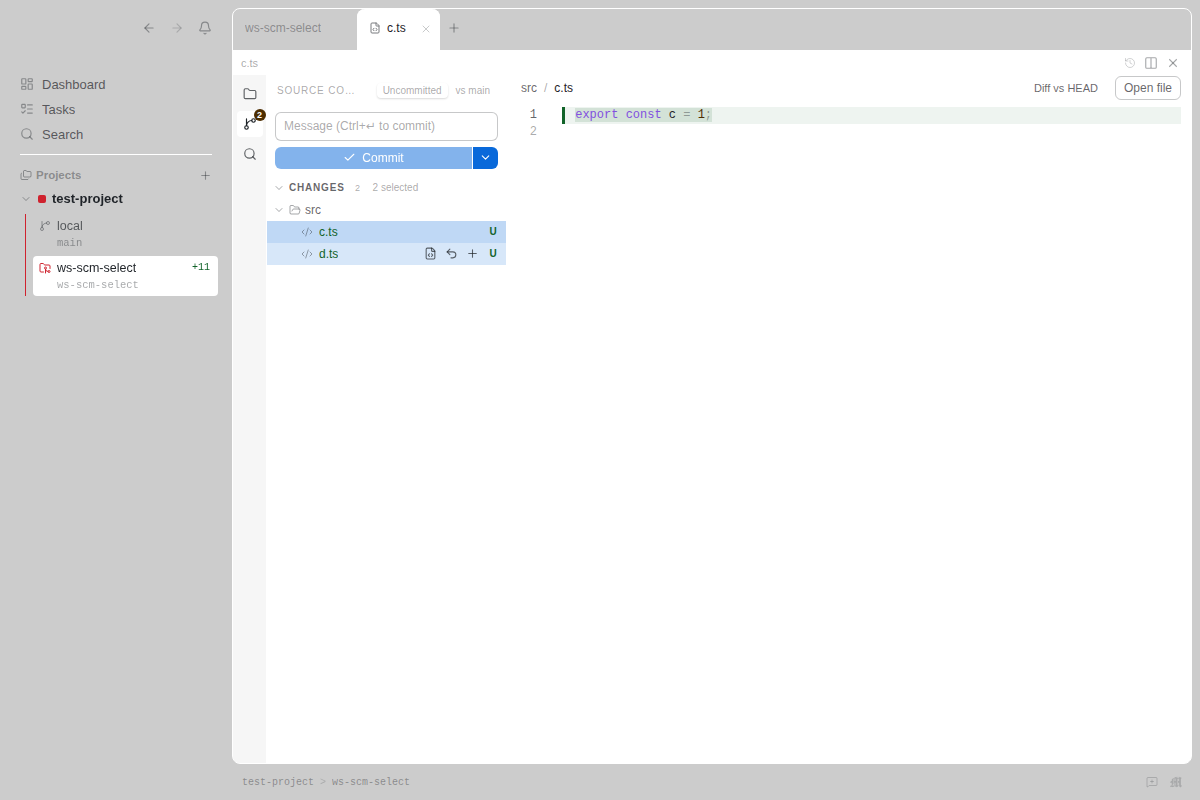 ws-scm-select
c.ts
c.ts
Dashboard
Tasks
Search
Projects
test-project
local
main
ws-scm-select
+11
ws-scm-select
2
SOURCE CO...
Uncommitted
vs main
Message (Ctrl+↵ to commit)
Commit
CHANGES
2
2 selected
src
c.ts
U
d.ts
U
src / c.ts
Diff vs HEAD
Open file
1 export const c = 1;
2
test-project > ws-scm-select